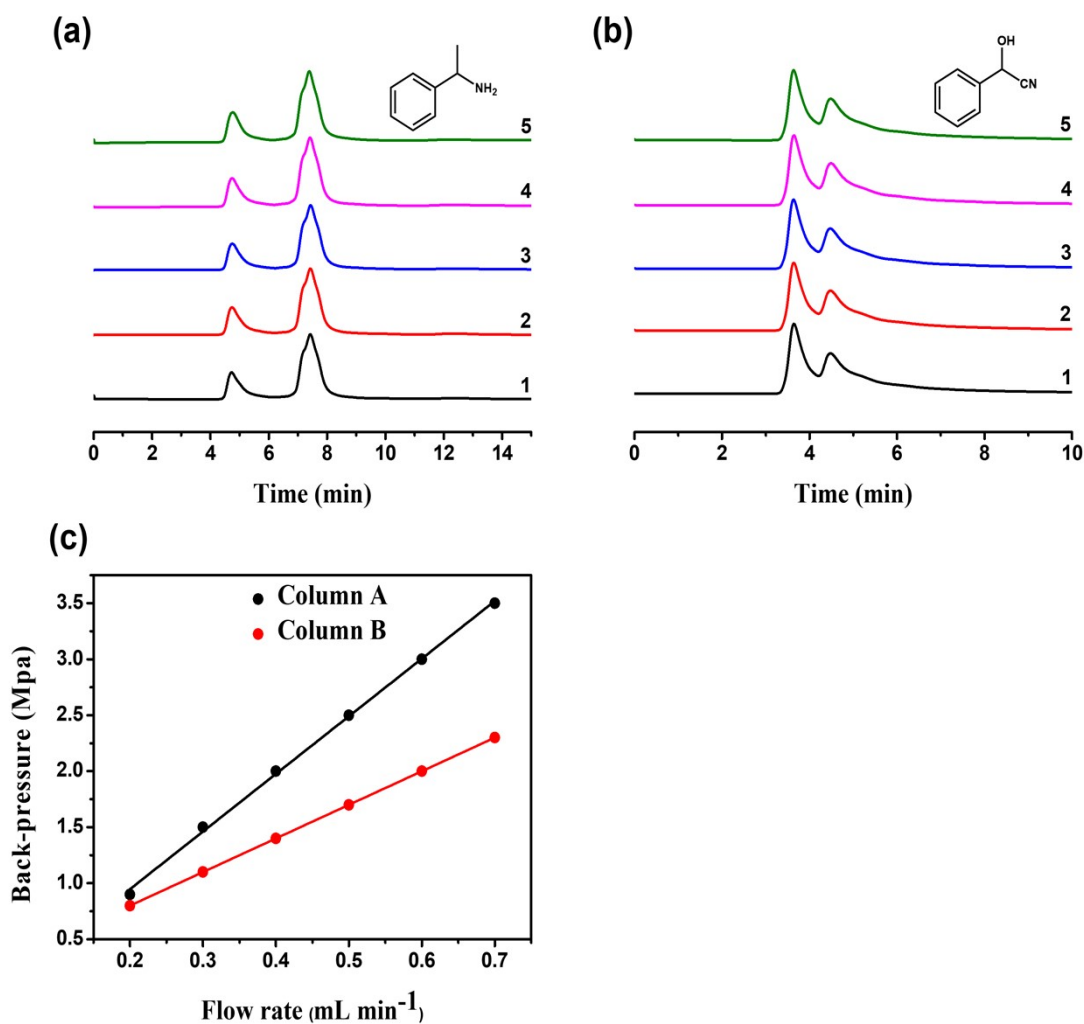 (a)
NH₂
5
4
3
2
1
0 2 4 6 8 10 12 14
Time (min)
(b)
OH
CN
5
4
3
2
1
0 2 4 6 8 10
Time (min)
(c)
Column A
Column B
3.5
3.0
2.5
2.0
1.5
1.0
0.5
Back-pressure (Mpa)
0.2 0.3 0.4 0.5 0.6 0.7
Flow rate (mL min⁻¹)